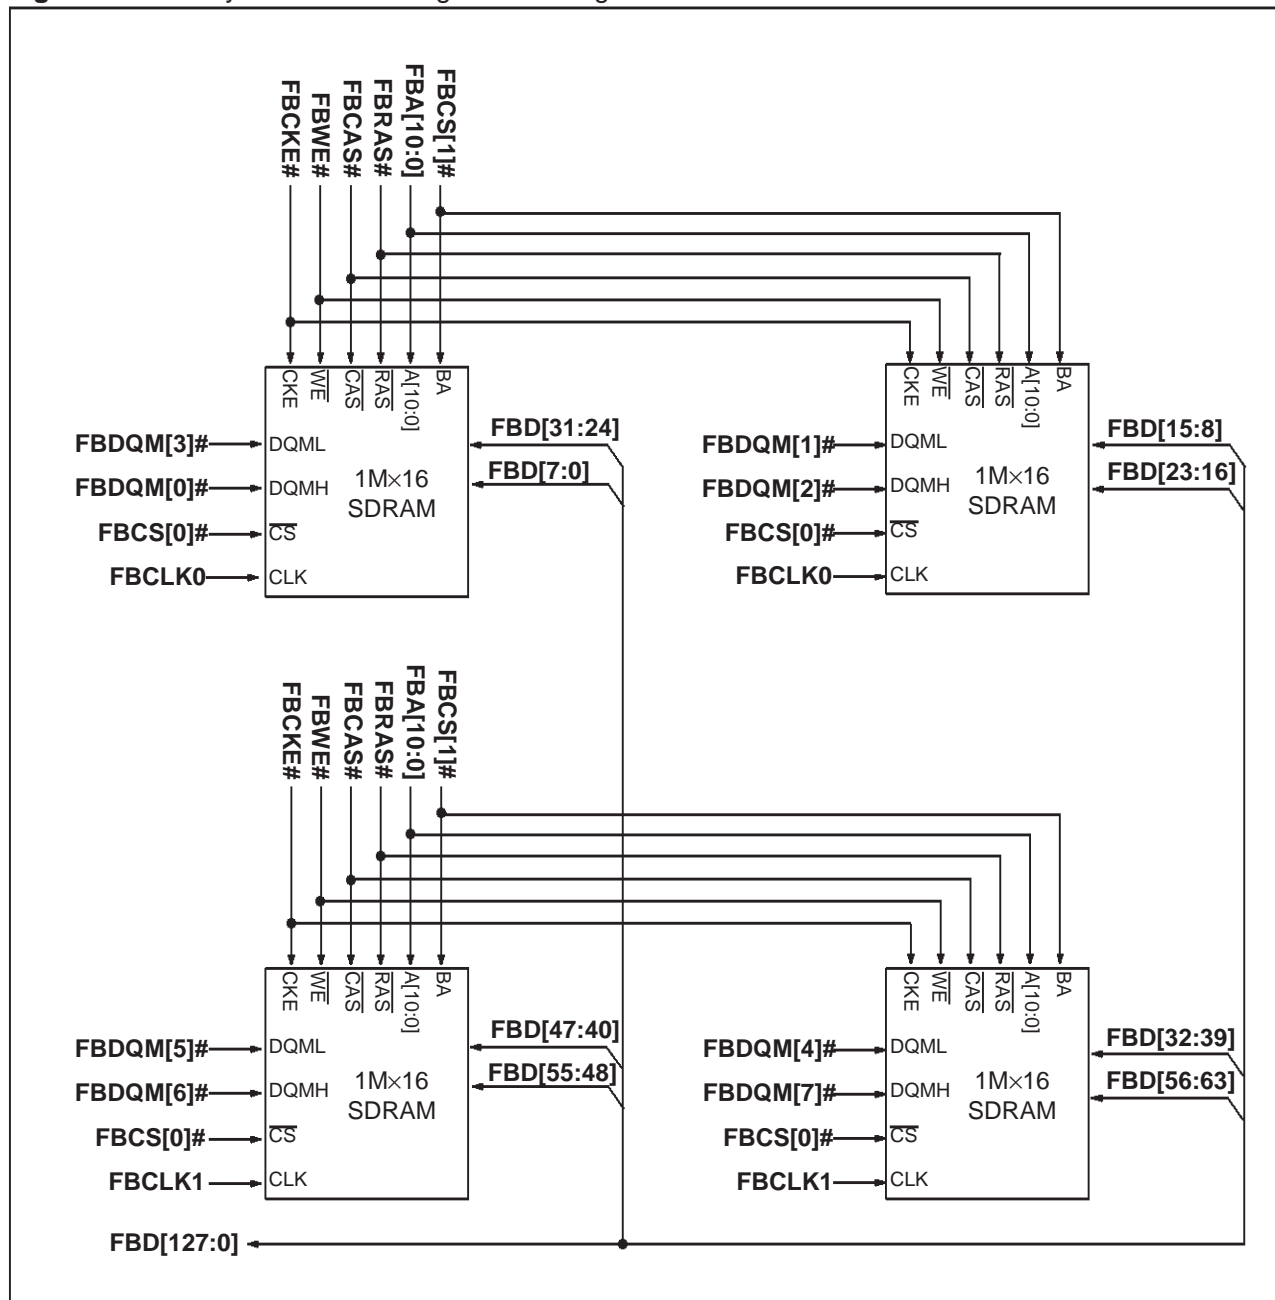 FBCKE#
FBWE#
FBCAS#
FBRAS#
FBA[10:0]
FBCS[1]#
CKE
WE
CAS
RAS
A[10:0]
BA
FBDQM[3]#
DQML
FBDQM[0]#
DQMH
FBCS[0]#
CS
FBCLK0
CLK
1M×16
SDRAM
FBD[31:24]
FBD[7:0]
CKE
WE
CAS
RAS
A[10:0]
BA
FBDQM[1]#
DQML
FBDQM[2]#
DQMH
FBCS[0]#
CS
FBCLK0
CLK
1M×16
SDRAM
FBD[15:8]
FBD[23:16]
FBCKE#
FBWE#
FBCAS#
FBRAS#
FBA[10:0]
FBCS[1]#
CKE
WE
CAS
RAS
A[10:0]
BA
FBDQM[5]#
DQML
FBDQM[6]#
DQMH
FBCS[0]#
CS
FBCLK1
CLK
1M×16
SDRAM
FBD[47:40]
FBD[55:48]
CKE
WE
CAS
RAS
A[10:0]
BA
FBDQM[4]#
DQML
FBDQM[7]#
DQMH
FBCS[0]#
CS
FBCLK1
CLK
1M×16
SDRAM
FBD[32:39]
FBD[56:63]
FBD[127:0]